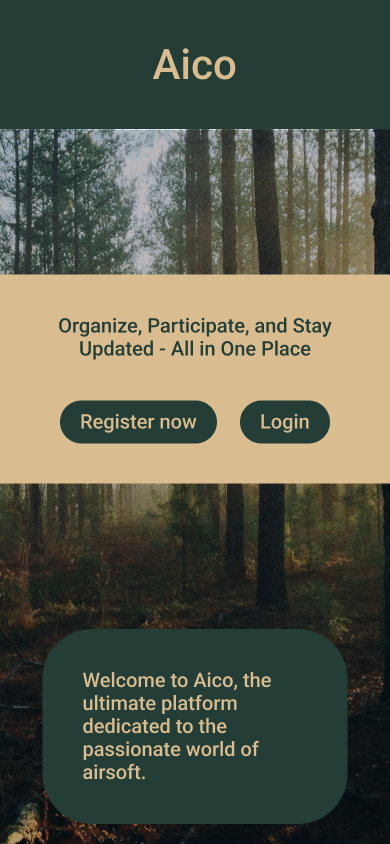 Aico
Organize, Participate, and Stay
Updated - All in One Place
Register now
Login
Welcome to Aico, the
ultimate platform
dedicated to the
passionate world of
airsoft.